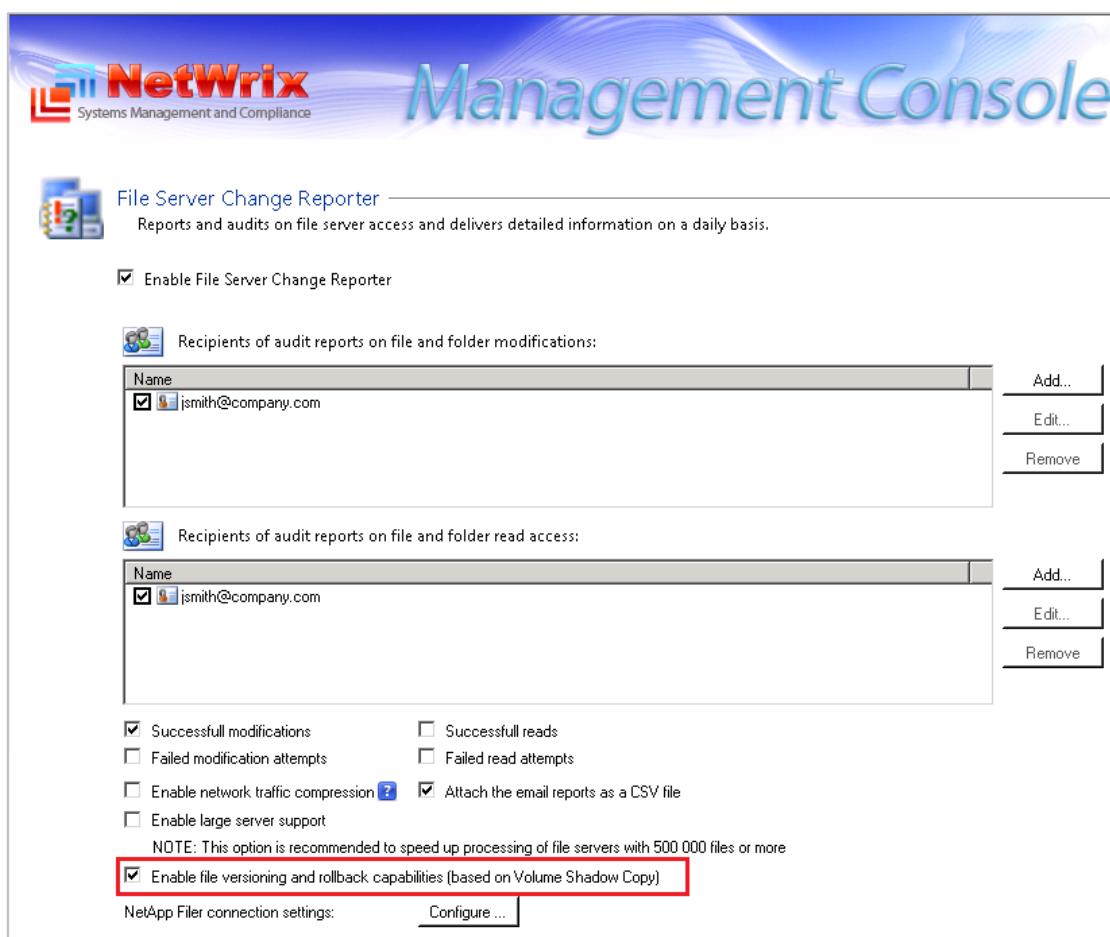 NetWrix
Systems Management and Compliance
Management Console
File Server Change Reporter
Reports and audits on file server access and delivers detailed information on a daily basis.
Enable File Server Change Reporter
Recipients of audit reports on file and folder modifications:
Name
jsmith@company.com
Add...
Edit...
Remove
Recipients of audit reports on file and folder read access:
Name
jsmith@company.com
Add...
Edit...
Remove
Successfull modifications
Successfull reads
Failed modification attempts
Failed read attempts
Enable network traffic compression ?
Attach the email reports as a CSV file
Enable large server support
NOTE: This option is recommended to speed up processing of file servers with 500 000 files or more
Enable file versioning and rollback capabilities (based on Volume Shadow Copy)
NetApp Filer connection settings:
Configure ...